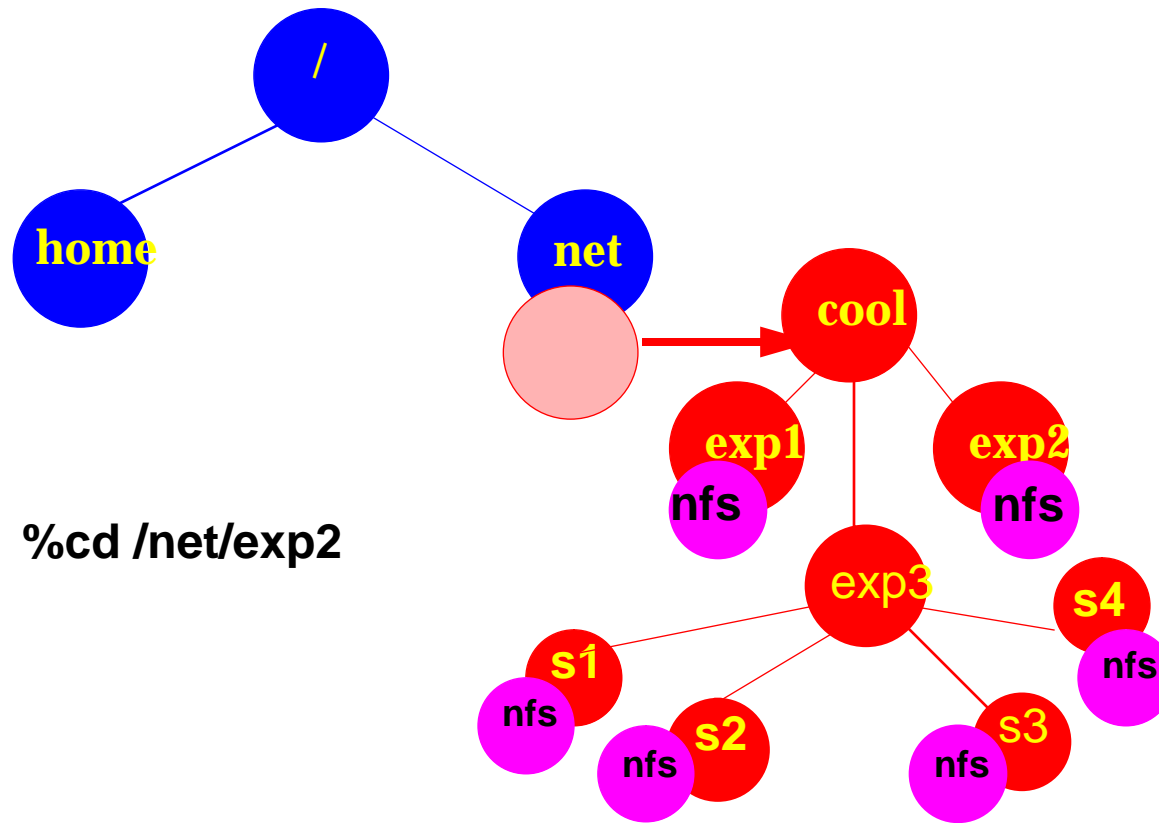 /
home
net
cool
exp1
exp2
nfs
nfs
%cd /net/exp2
exp3
s4
s1
nfs
nfs
s2
s3
nfs
nfs